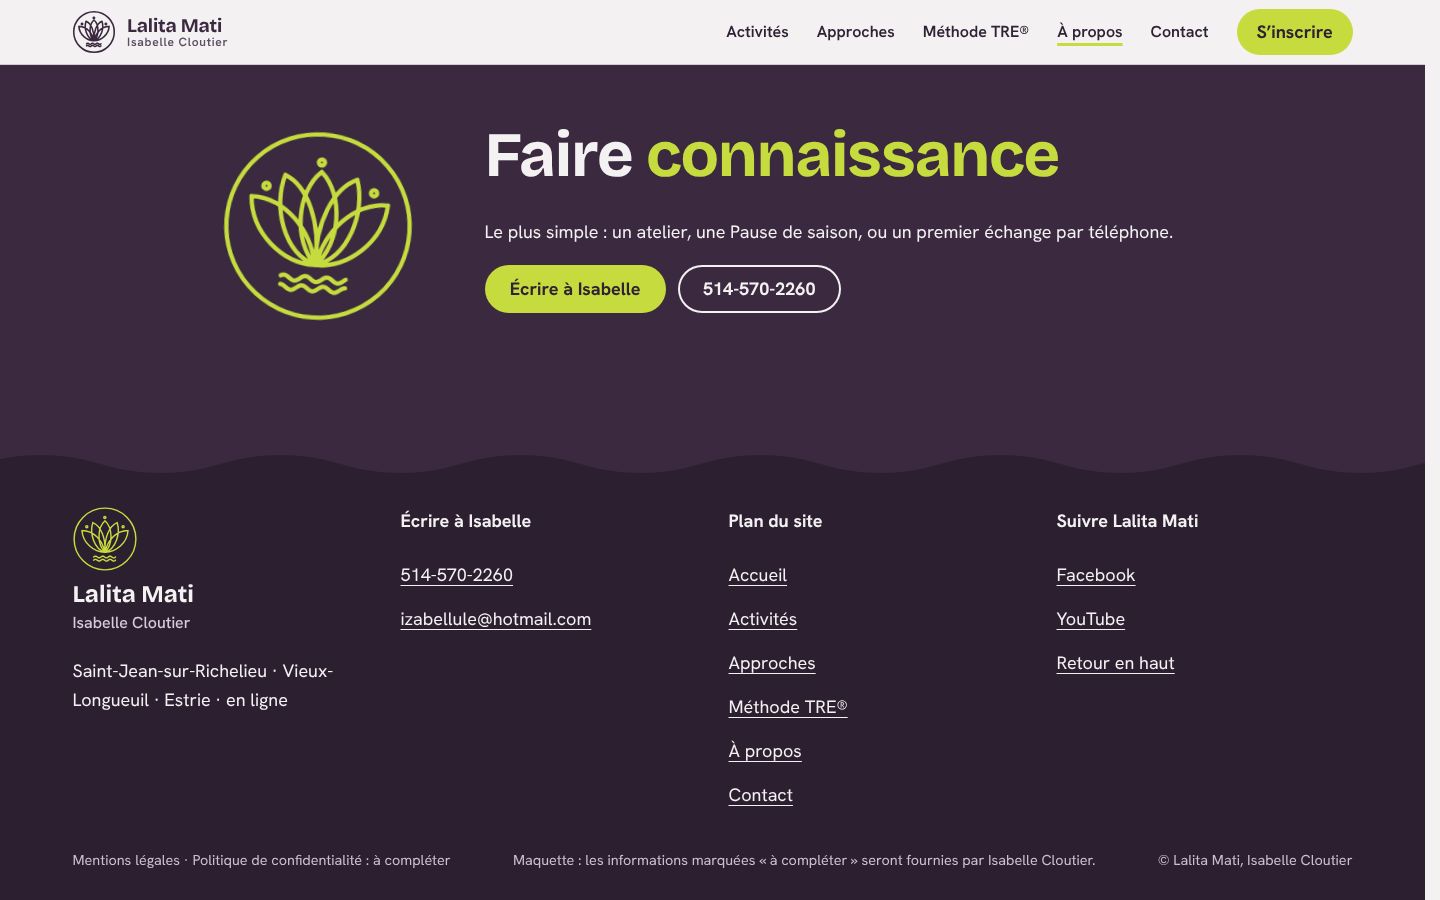 Lalita Mati
Isabelle Cloutier
Activités
Approches
Méthode TRE®
À propos
Contact
S’inscrire
Faire connaissance
Le plus simple : un atelier, une Pause de saison, ou un premier échange par téléphone.
Écrire à Isabelle
514-570-2260
Lalita Mati
Isabelle Cloutier
Saint-Jean-sur-Richelieu · Vieux-
Longueuil · Estrie · en ligne
Écrire à Isabelle
514-570-2260
izabellule@hotmail.com
Plan du site
Accueil
Activités
Approches
Méthode TRE®
À propos
Contact
Suivre Lalita Mati
Facebook
YouTube
Retour en haut
Mentions légales · Politique de confidentialité : à compléter
Maquette : les informations marquées « à compléter » seront fournies par Isabelle Cloutier.
© Lalita Mati, Isabelle Cloutier